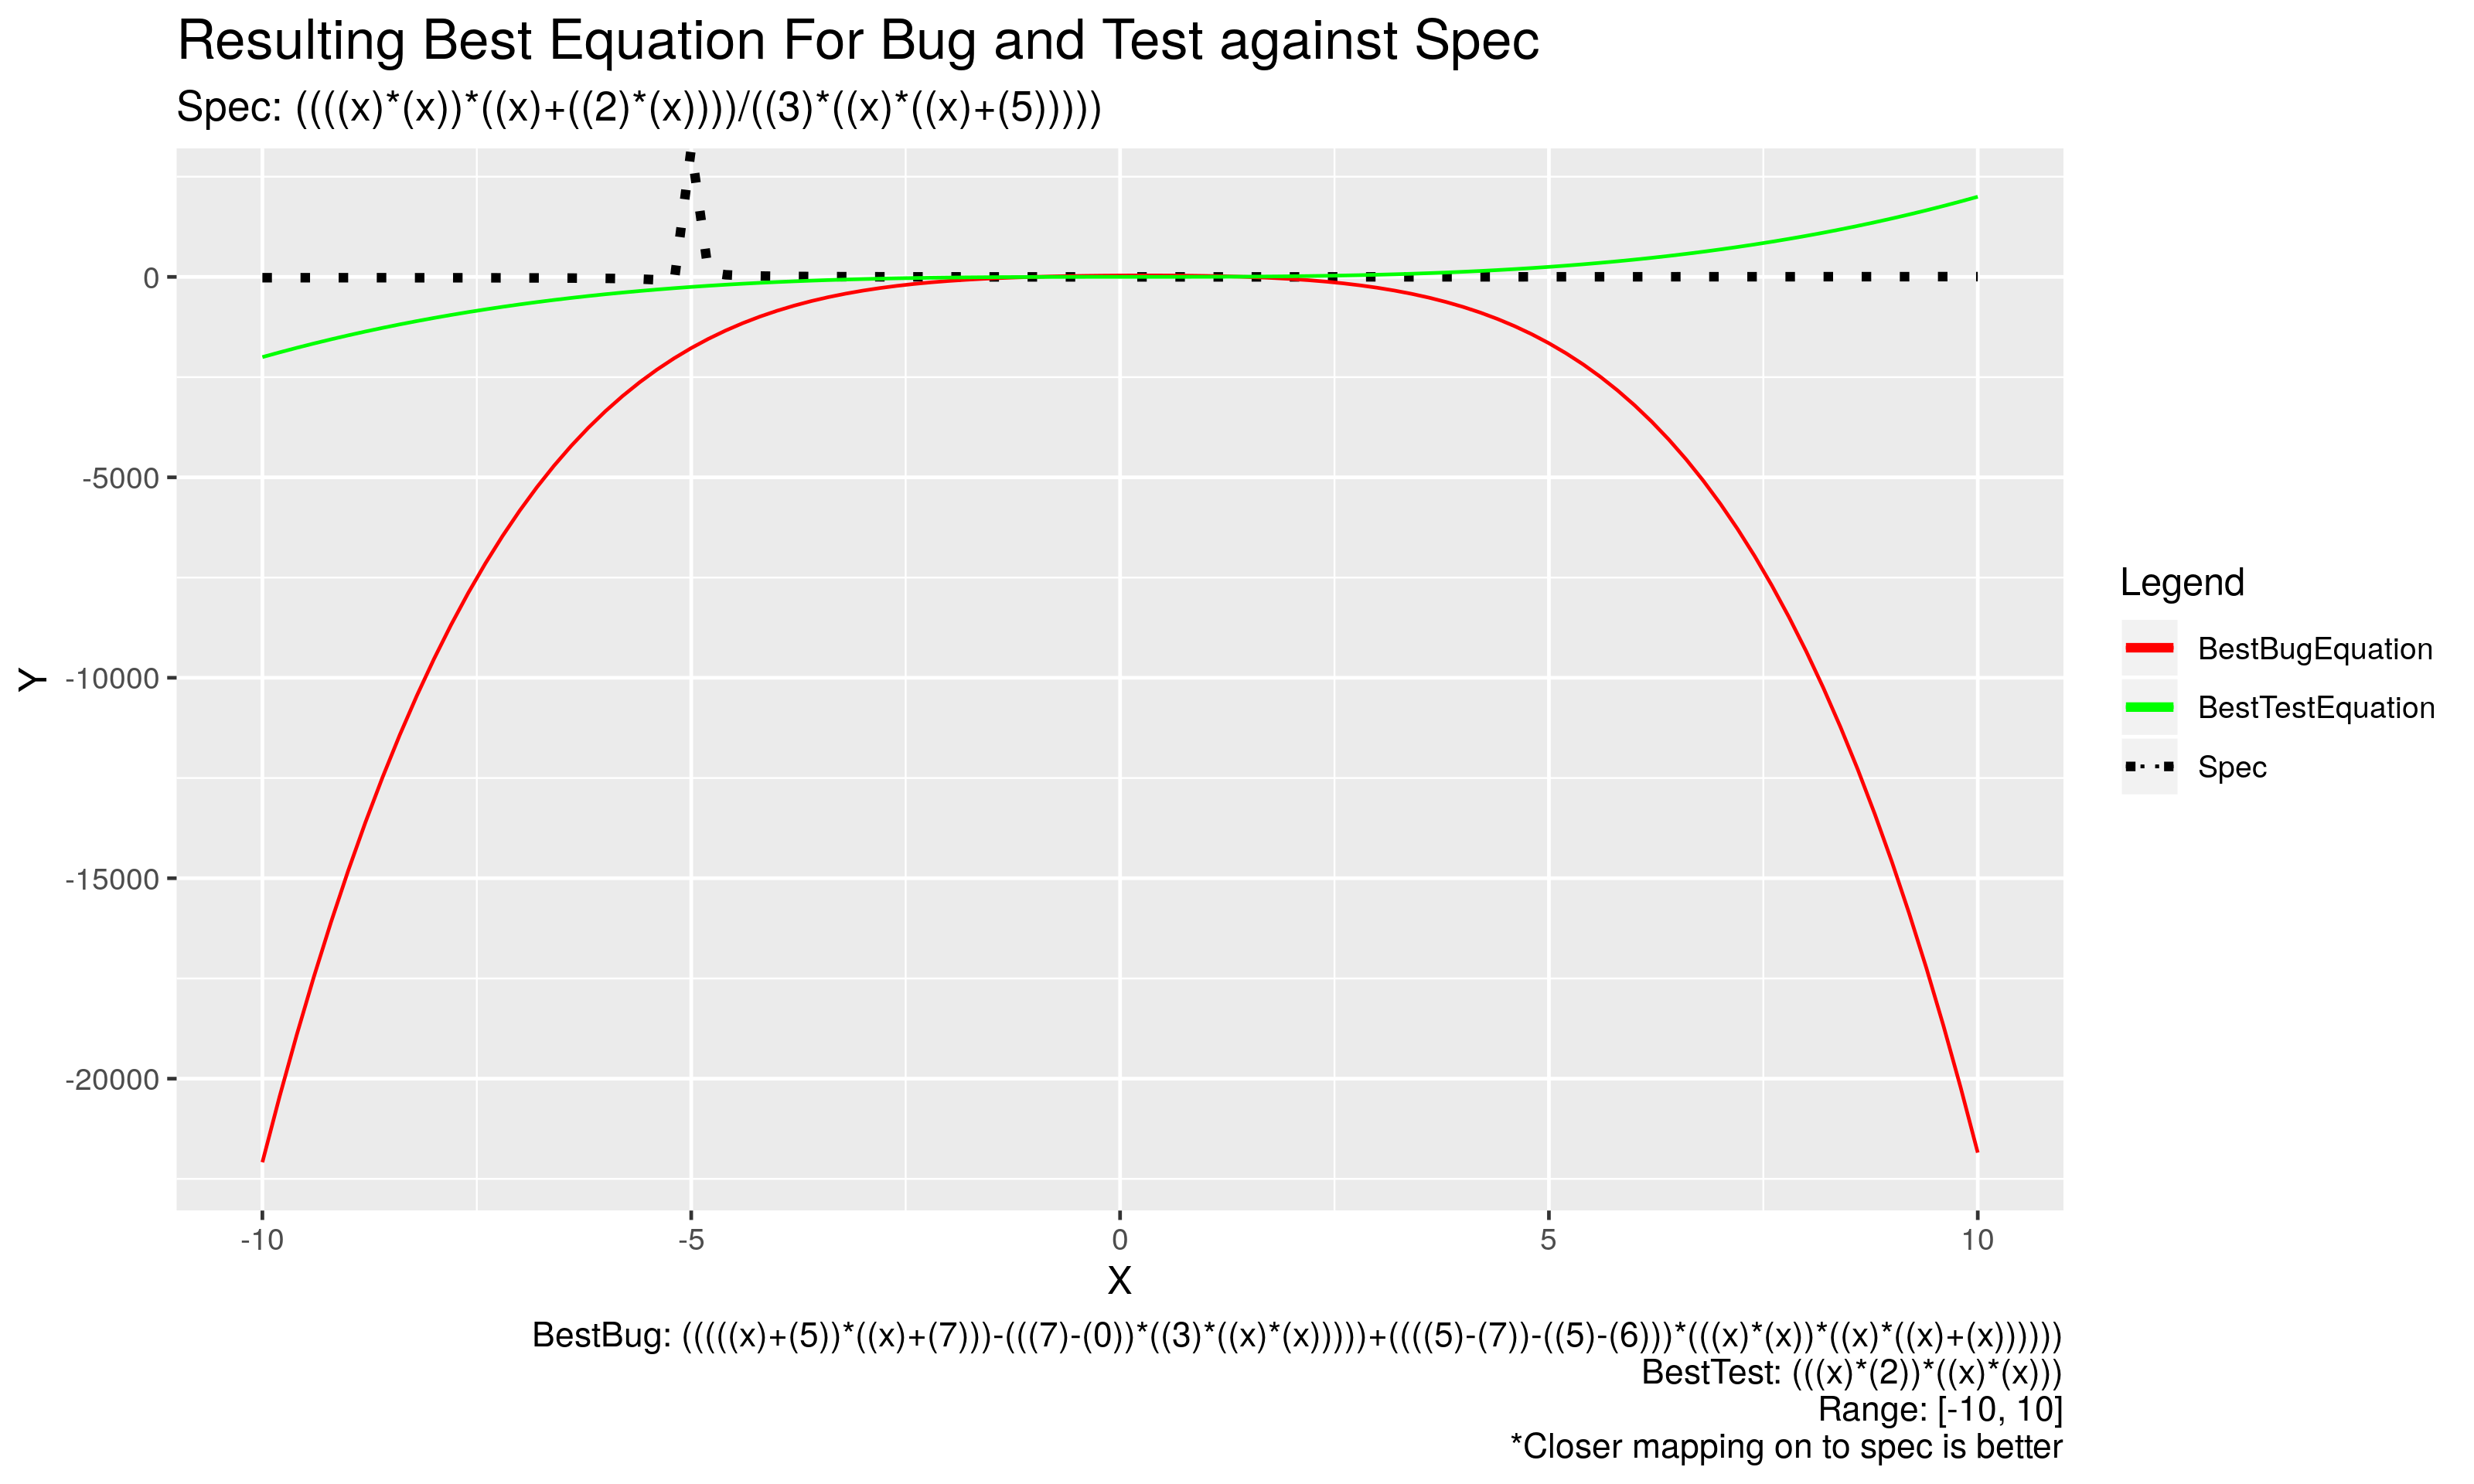 Resulting Best Equation For Bug and Test against Spec
Spec: ((((x)*(x))*((x)+((2)*(x))))/((3)*((x)*((x)+(5)))))
0
-5000
-10000
-15000
-20000
Y
-10
-5
0
5
10
X
Legend
BestBugEquation
BestTestEquation
Spec
BestBug: (((((x)+(5))*((x)+(7)))-(((7)-(0))*((3)*((x)*(x)))))+((((5)-(7))-((5)-(6)))*(((x)*(x))*((x)*((x)+(x))))))
BestTest: (((x)*(2))*((x)*(x)))
Range: [-10, 10]
*Closer mapping on to spec is better